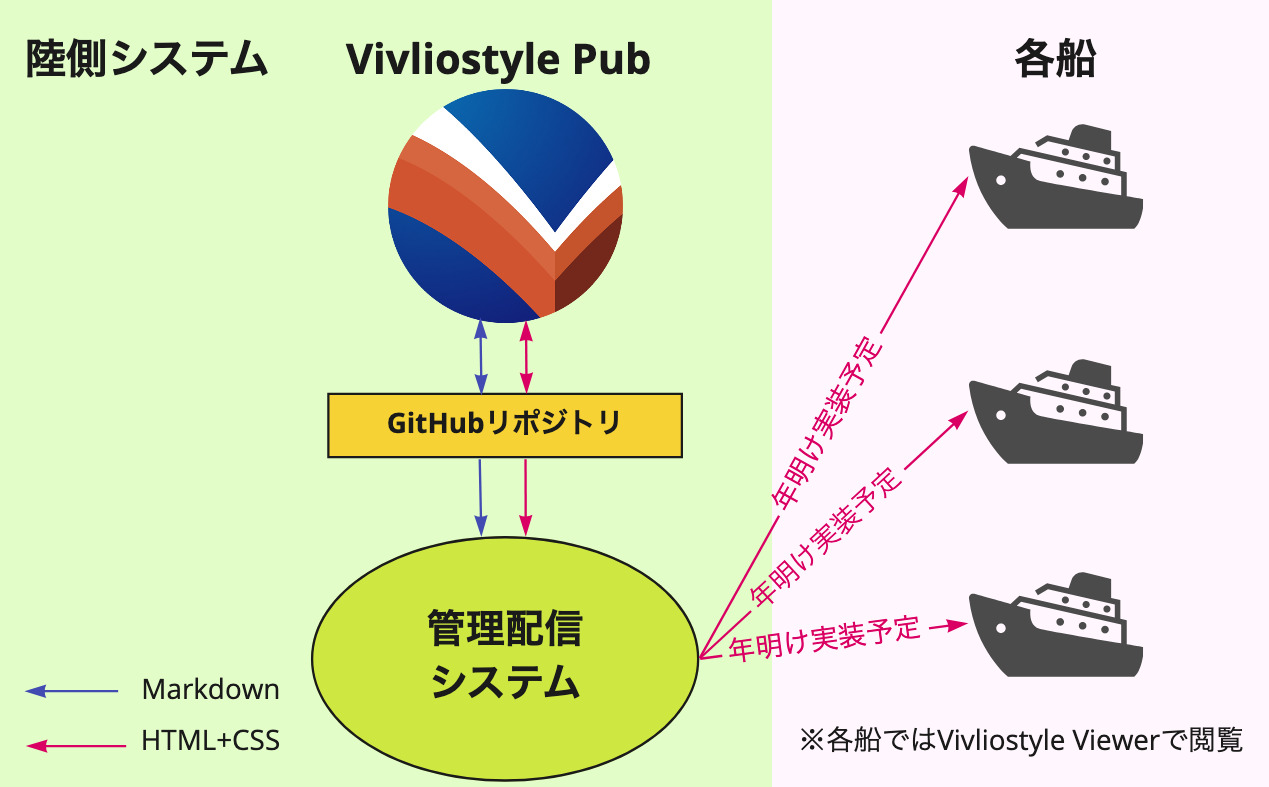 陸側システム
Vivliostyle Pub
各船
GitHubリポジトリ
管理配信
システム
年明け実装予定
年明け実装予定
年明け実装予定
Markdown
HTML+CSS
※各船ではVivliostyle Viewerで閲覧